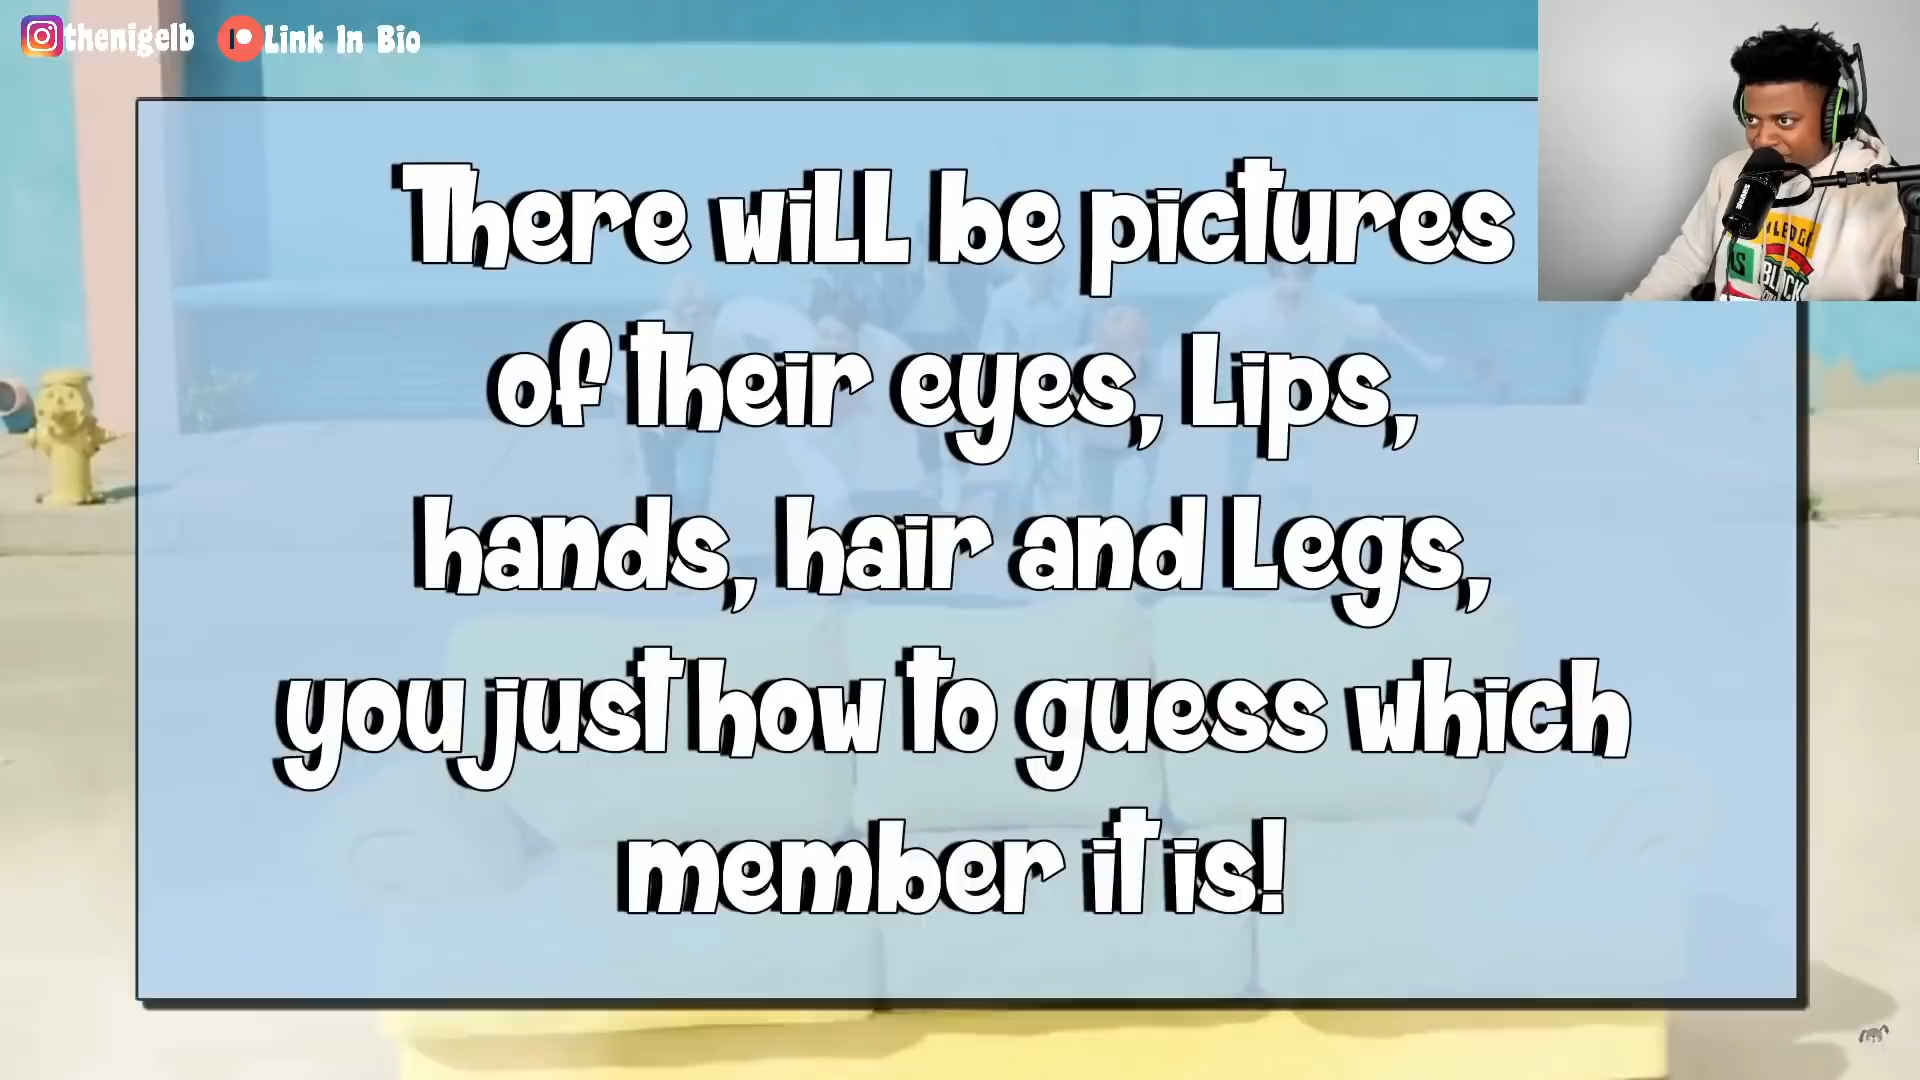 thenigelb Link In Bio
There will be pictures
of their eyes, Lips,
hands, hair and Legs,
you just how to guess which
member it is!
SHURE